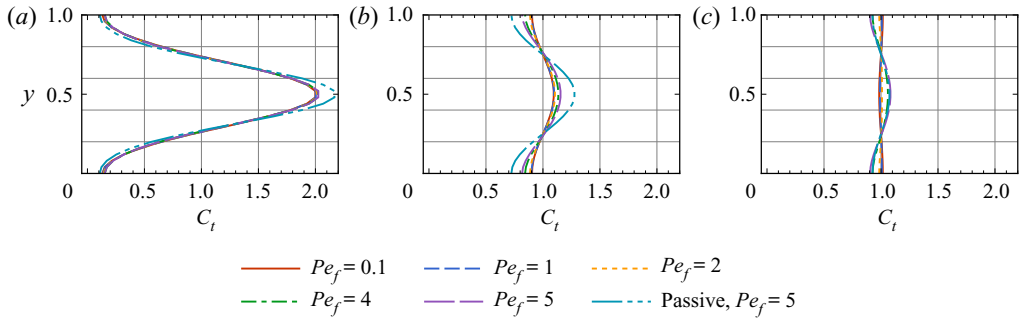 (a) (b) (c)
1.0 1.0 1.0
y 0.5 0.5 0.5
0 0.5 1.0 1.5 2.0 0 0.5 1.0 1.5 2.0 0 0.5 1.0 1.5 2.0
C_t C_t C_t
Pe_f = 0.1 Pe_f = 1 Pe_f = 2
Pe_f = 4 Pe_f = 5 Passive, Pe_f = 5